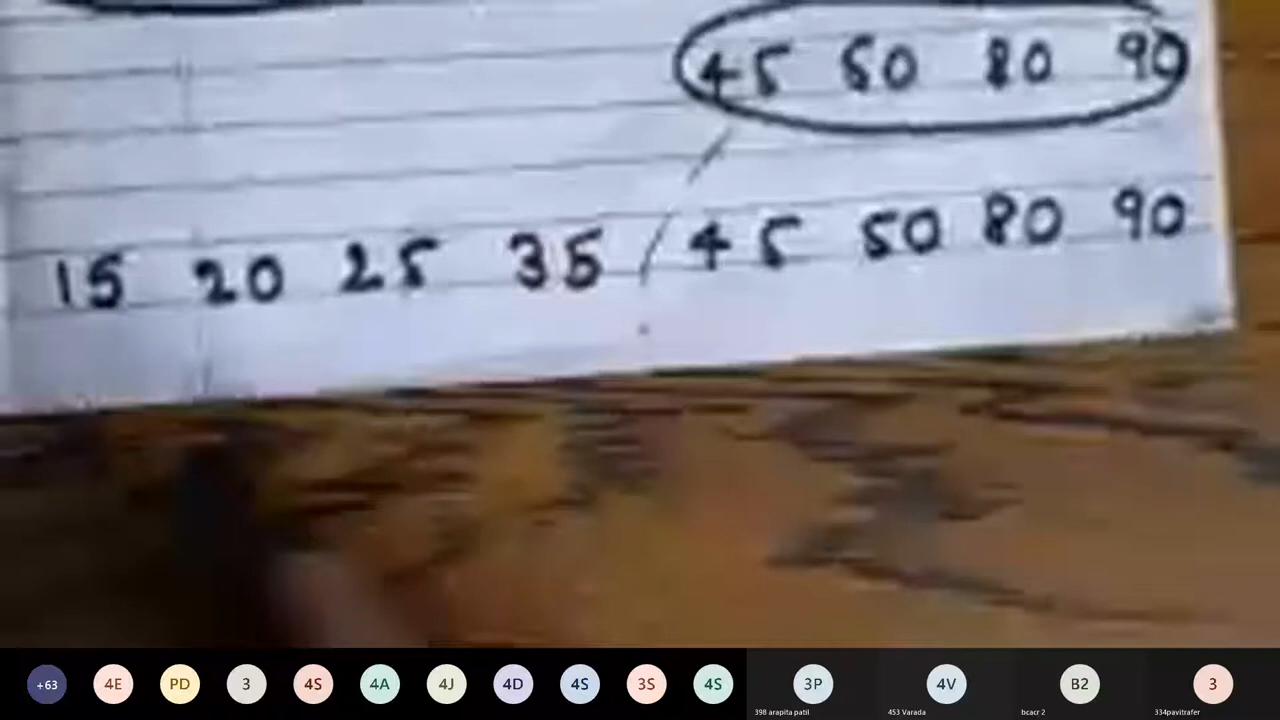 45 50 80 90
15 20 25 35 / 45 50 80 90
+63 4E PD 3 4S 4A 4J 4D 4S 3S 4S 3P 4V B2 3
398 arapita patil 453 Varada bcacr 2 334pavitrafer